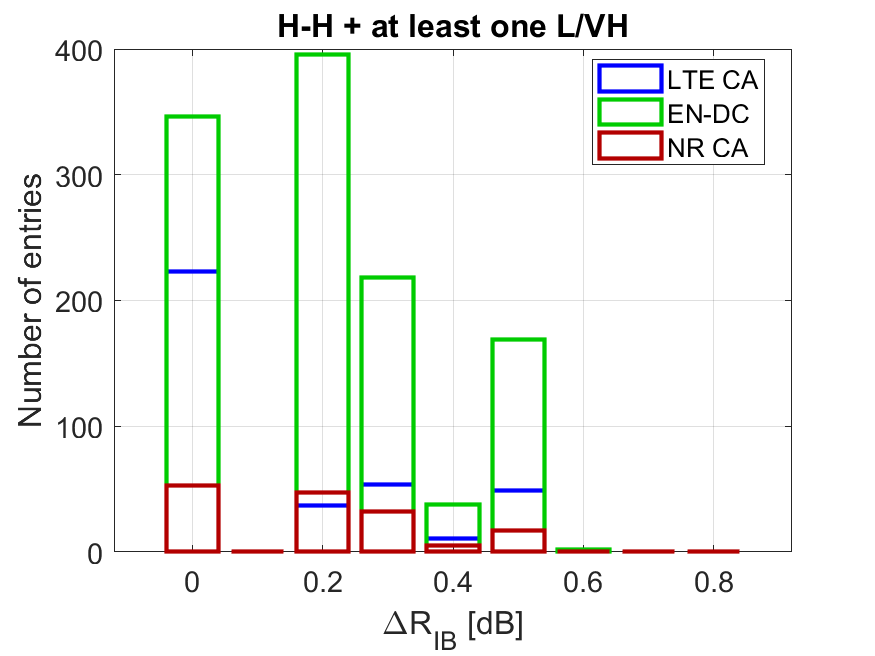 H-H + at least one L/VH
LTE CA
EN-DC
NR CA
Number of entries
400
300
200
100
0
0 0.2 0.4 0.6 0.8
ΔR_IB [dB]